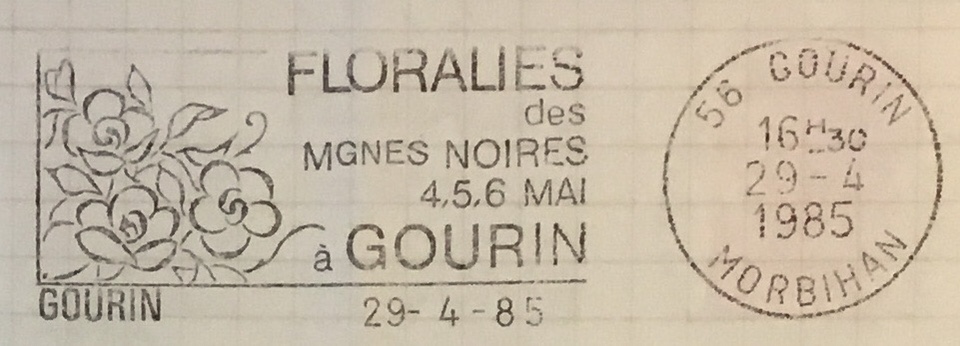 FLORALIES
des
MGNES NOIRES
4.5.6 MAI
à GOURIN
GOURIN 29-4-85
56 GOURIN
16H30
29-4
1985
MORBIHAN